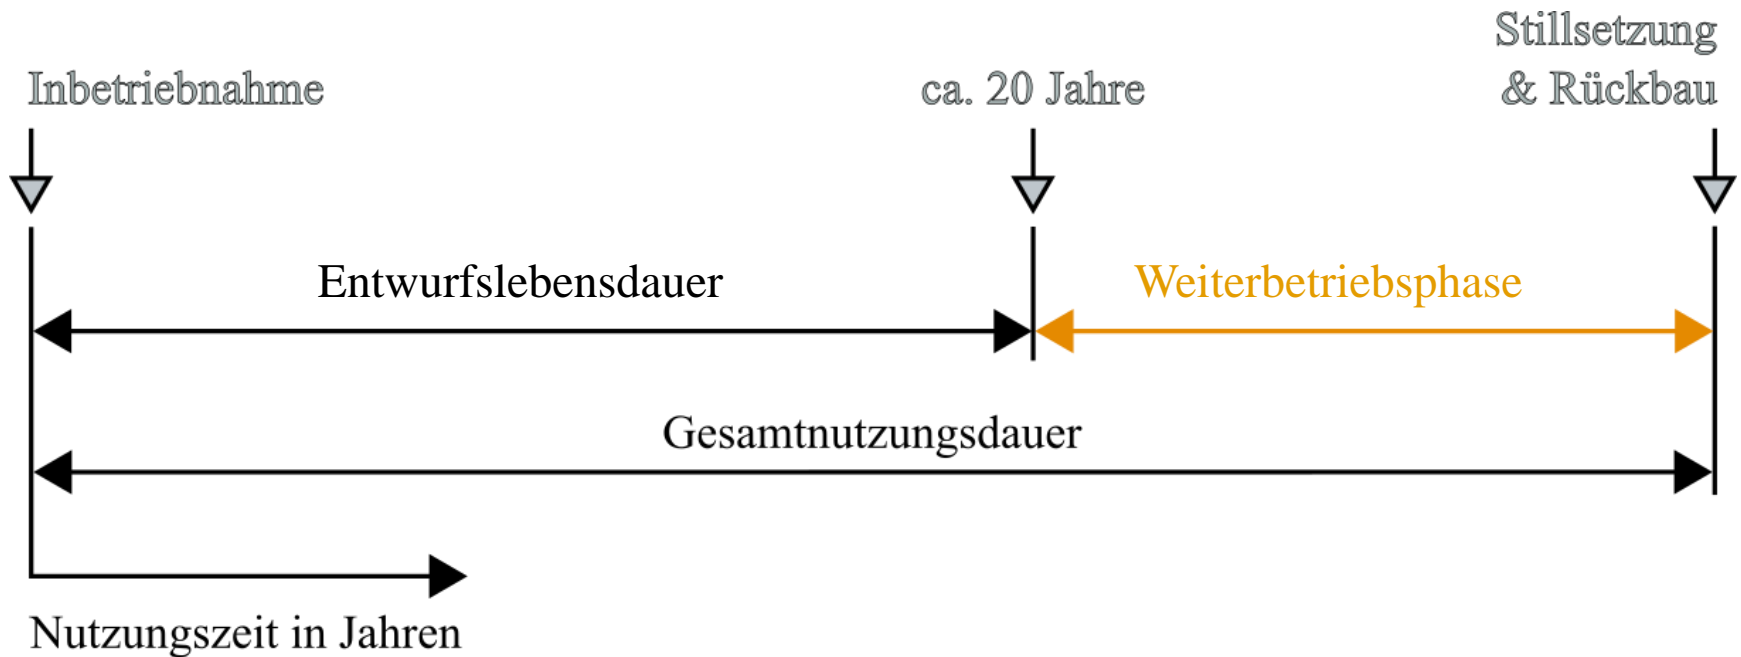 Stillsetzung
Inbetriebnahme
ca. 20 Jahre
& Rückbau
Entwurfslebensdauer
Weiterbetriebsphase
Gesamtnutzungsdauer
Nutzungszeit in Jahren